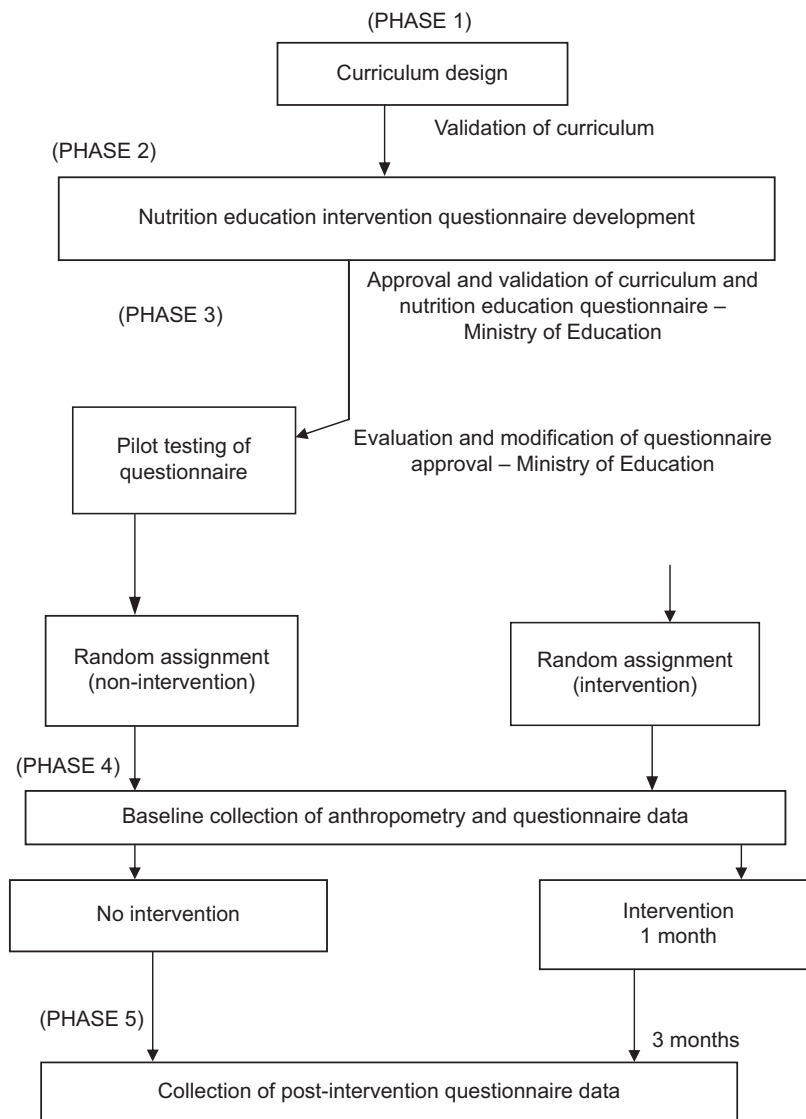 (PHASE 1)
Curriculum design
Validation of curriculum
(PHASE 2)
Nutrition education intervention questionnaire development
Approval and validation of curriculum and
nutrition education questionnaire –
Ministry of Education
(PHASE 3)
Pilot testing of
questionnaire
Evaluation and modification of questionnaire
approval – Ministry of Education
Random assignment
(non-intervention)
Random assignment
(intervention)
(PHASE 4)
Baseline collection of anthropometry and questionnaire data
No intervention
Intervention
1 month
(PHASE 5)
3 months
Collection of post-intervention questionnaire data